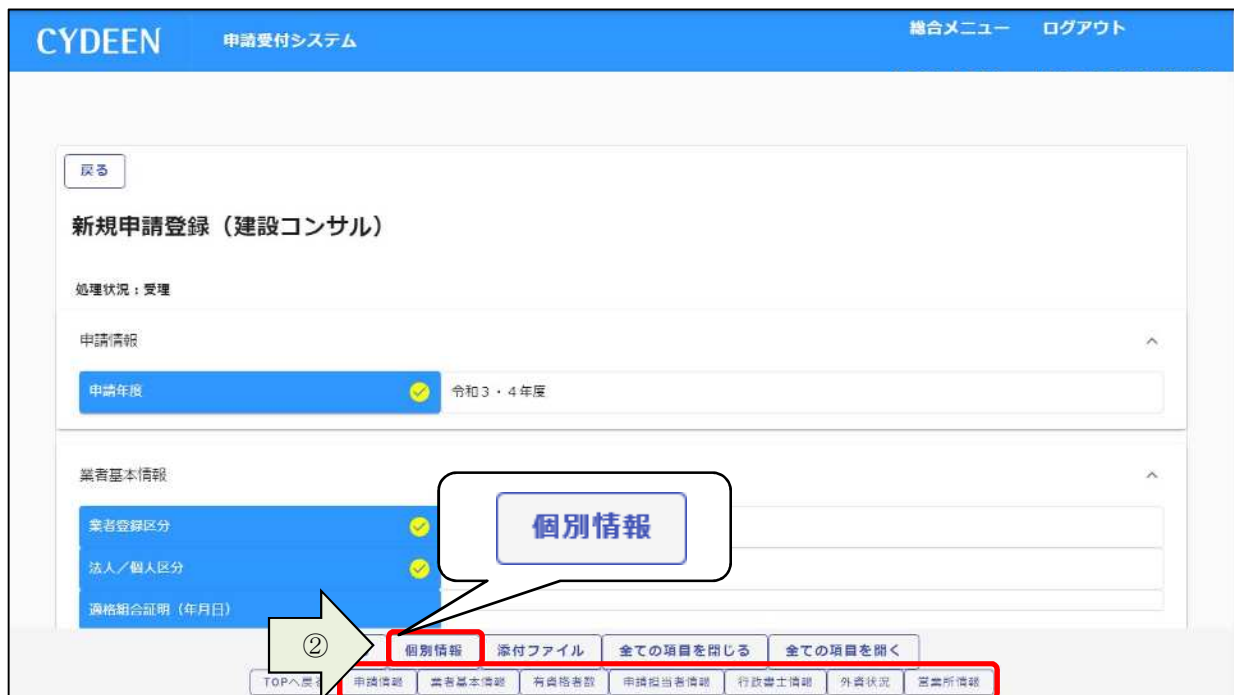 CYDEEN 申請受付システム 総合メニュー ログアウト
戻る
新規申請登録（建設コンサル）
処理状況：受理
申請情報
申請年度 令和３・４年度
業者基本情報
業者登録区分
個別情報
法人／個人区分
適格組合証明（年月日）
②
個別情報 添付ファイル 全ての項目を閉じる 全ての項目を開く
TOPへ戻る 申請情報 業者基本情報 有資格者数 申請担当者情報 行政書士情報 外資状況 営業所情報